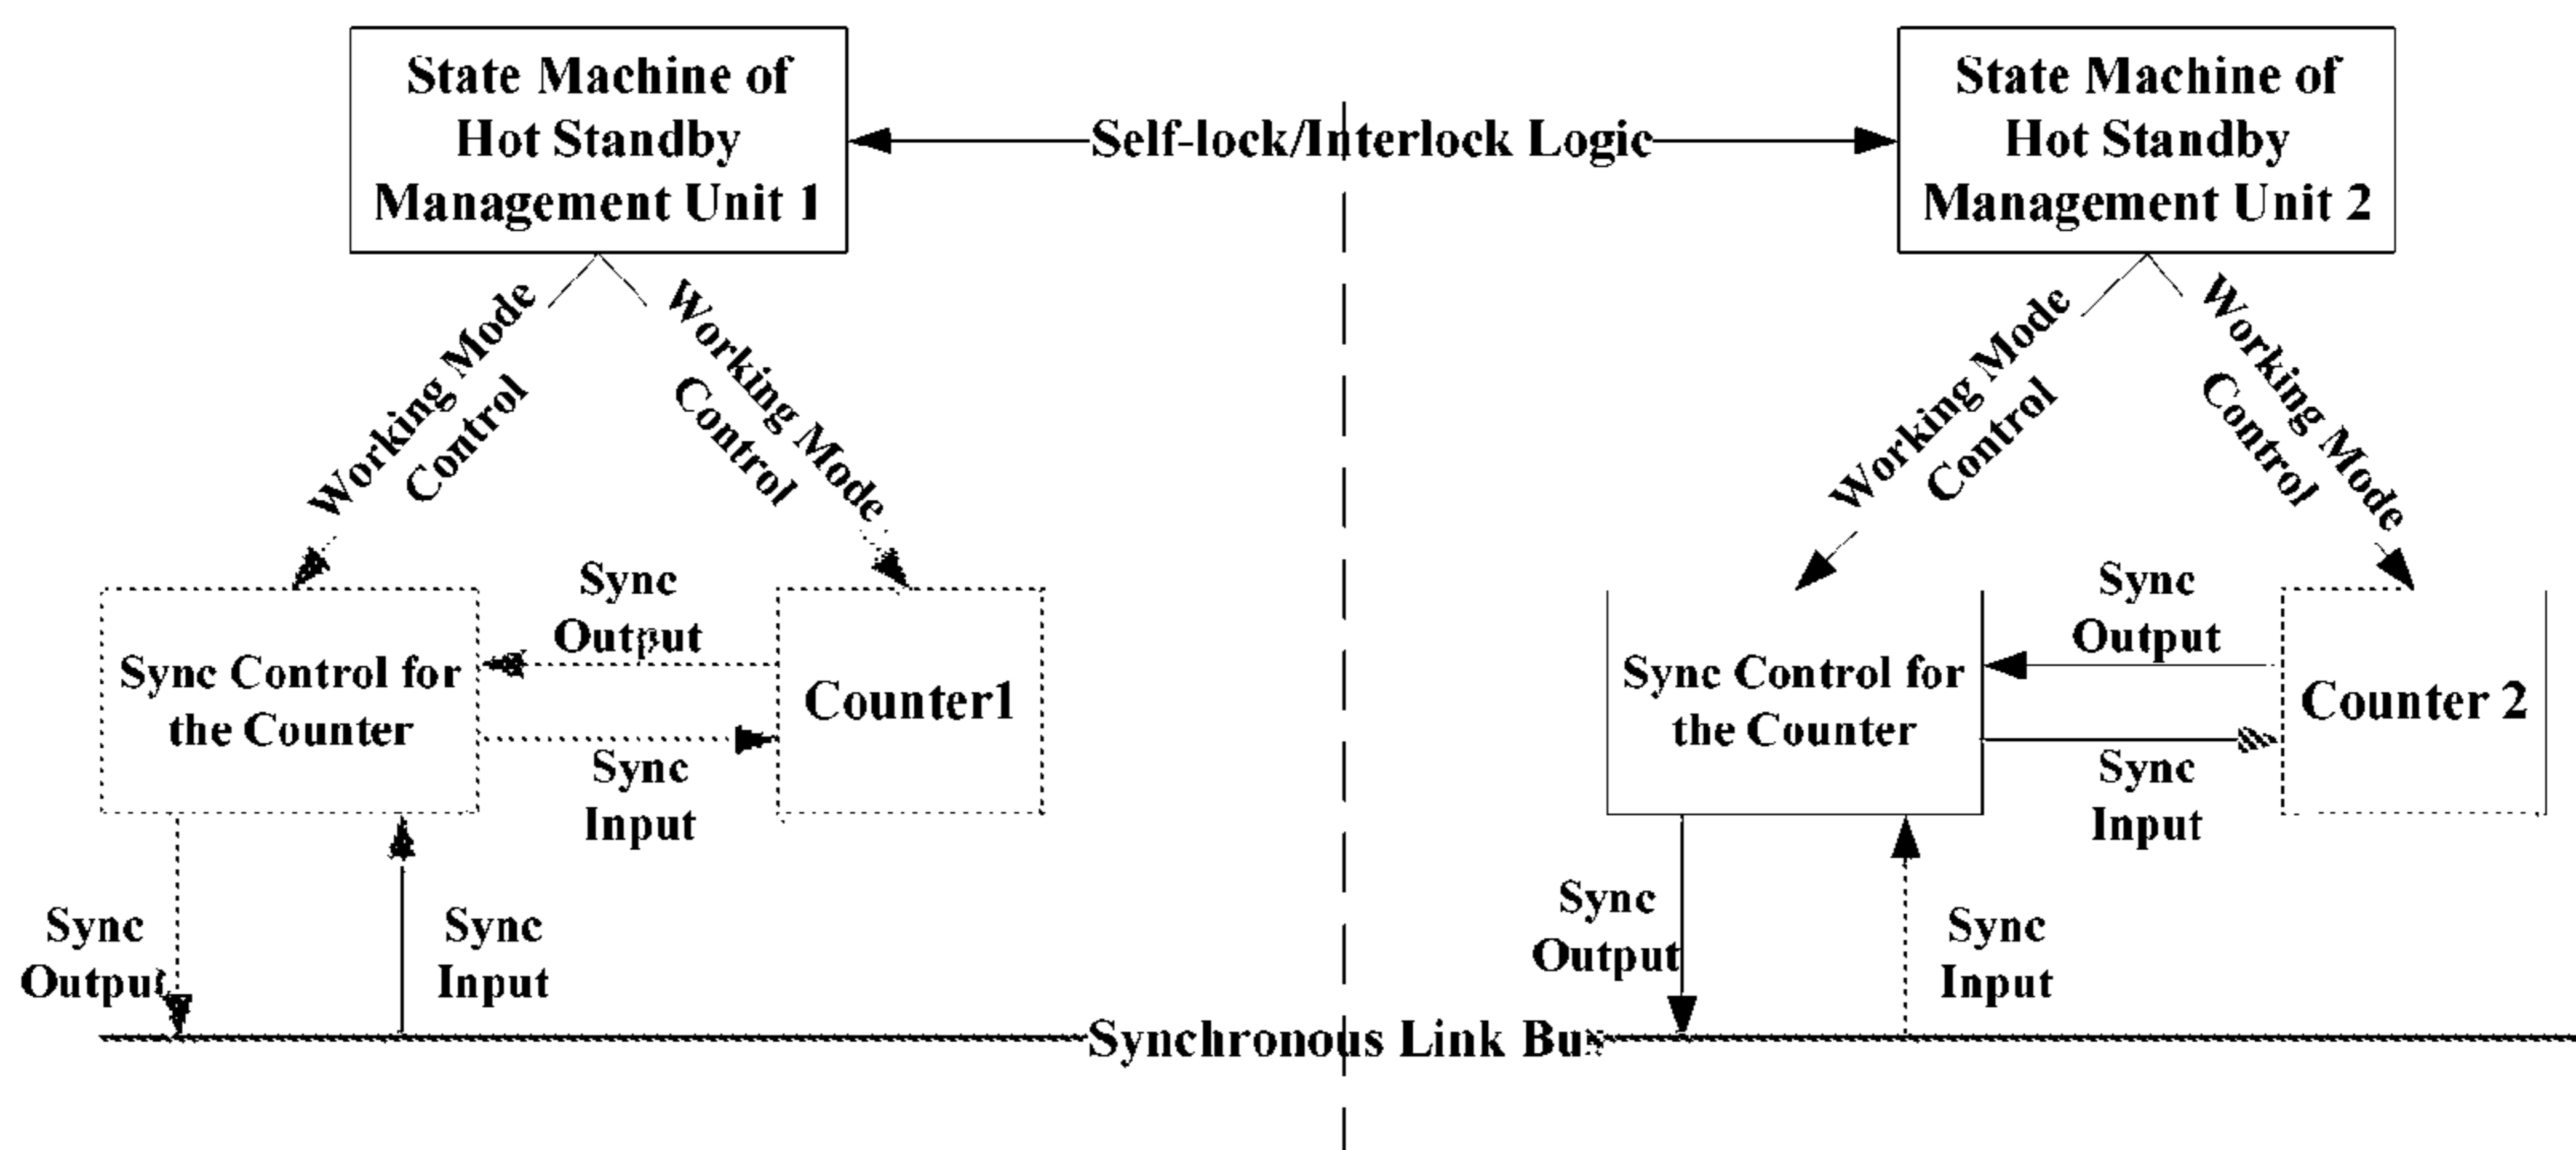 State Machine of
Hot Standby
Management Unit 1
Self-lock/Interlock Logic
State Machine of
Hot Standby
Management Unit 2
Working Mode
Control
Working Mode
Control
Working Mode
Control
Working Mode
Control
Sync Control for
the Counter
Sync
Output
Sync
Input
Counter1
Sync Control for
the Counter
Sync
Output
Sync
Input
Counter 2
Sync
Output
Sync
Input
Sync
Output
Sync
Input
Synchronous Link Bus